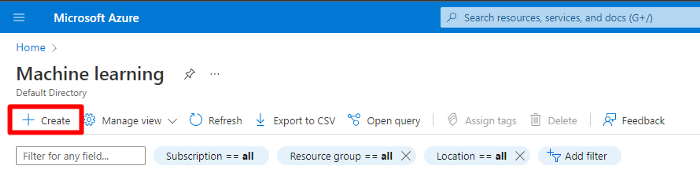 Microsoft Azure
Search resources, services, and docs (G+/)
Home
Machine learning
Default Directory
Create Manage view Refresh Export to CSV Open query Assign tags Delete Feedback
Filter for any field... Subscription == all Resource group == all Location == all Add filter